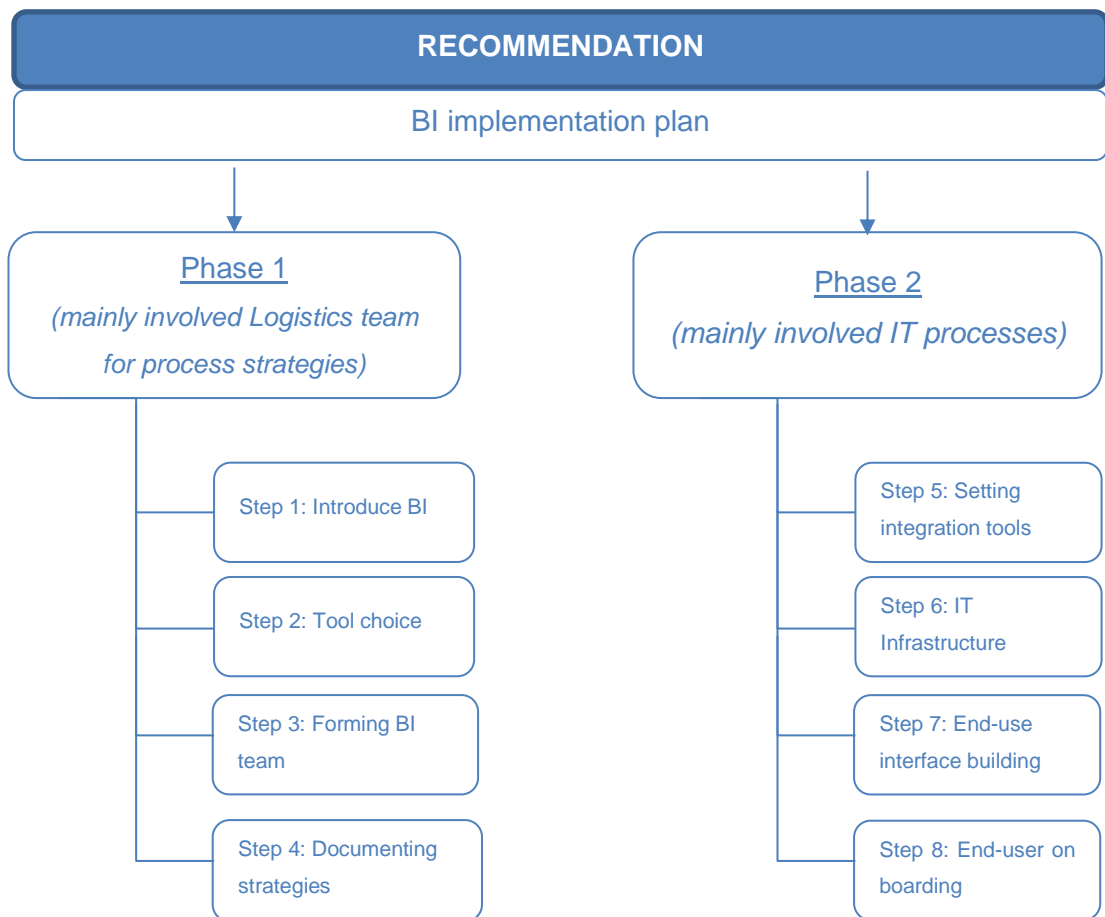 RECOMMENDATION
BI implementation plan
Phase 1
(mainly involved Logistics team
for process strategies)
Step 1: Introduce BI
Step 2: Tool choice
Step 3: Forming BI
team
Step 4: Documenting
strategies
Phase 2
(mainly involved IT processes)
Step 5: Setting
integration tools
Step 6: IT
Infrastructure
Step 7: End-use
interface building
Step 8: End-user on
boarding